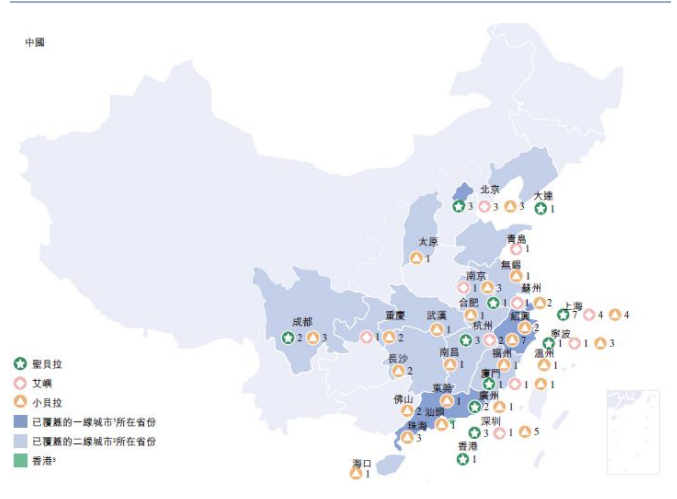 中國
北京
3 3 3
大連
1
青島
1
太原
1
無錫
1
南京
1 3
蘇州
1 1 2
合肥
1
上海
7 4 4
紹興
2
杭州
3 2 7
寧波
1 1 3
成都
2 3
重慶
1 2
武漢
1
南昌
1
長沙
2
福州
1
溫州
1
廈門
1 1 1
東莞
1
佛山
2
汕頭
1
廣州
2 1
珠海
3
深圳
3 1 5
香港
1
海口
1
聖貝拉
艾嶼
小貝拉
已覆蓋的一線城市¹所在省份
已覆蓋的二線城市²所在省份
香港³